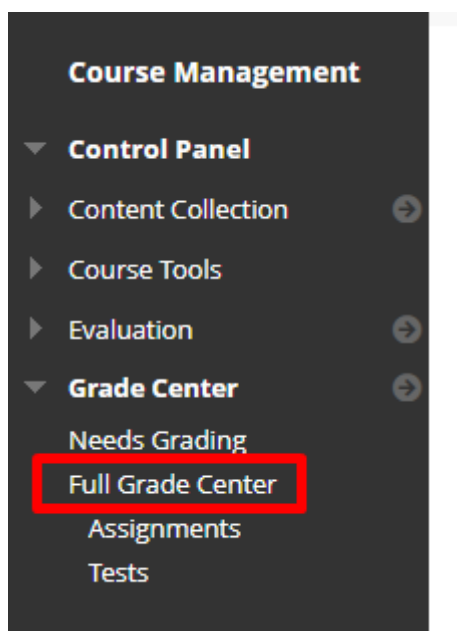 Course Management
Control Panel
Content Collection
Course Tools
Evaluation
Grade Center
Needs Grading
Full Grade Center
Assignments
Tests